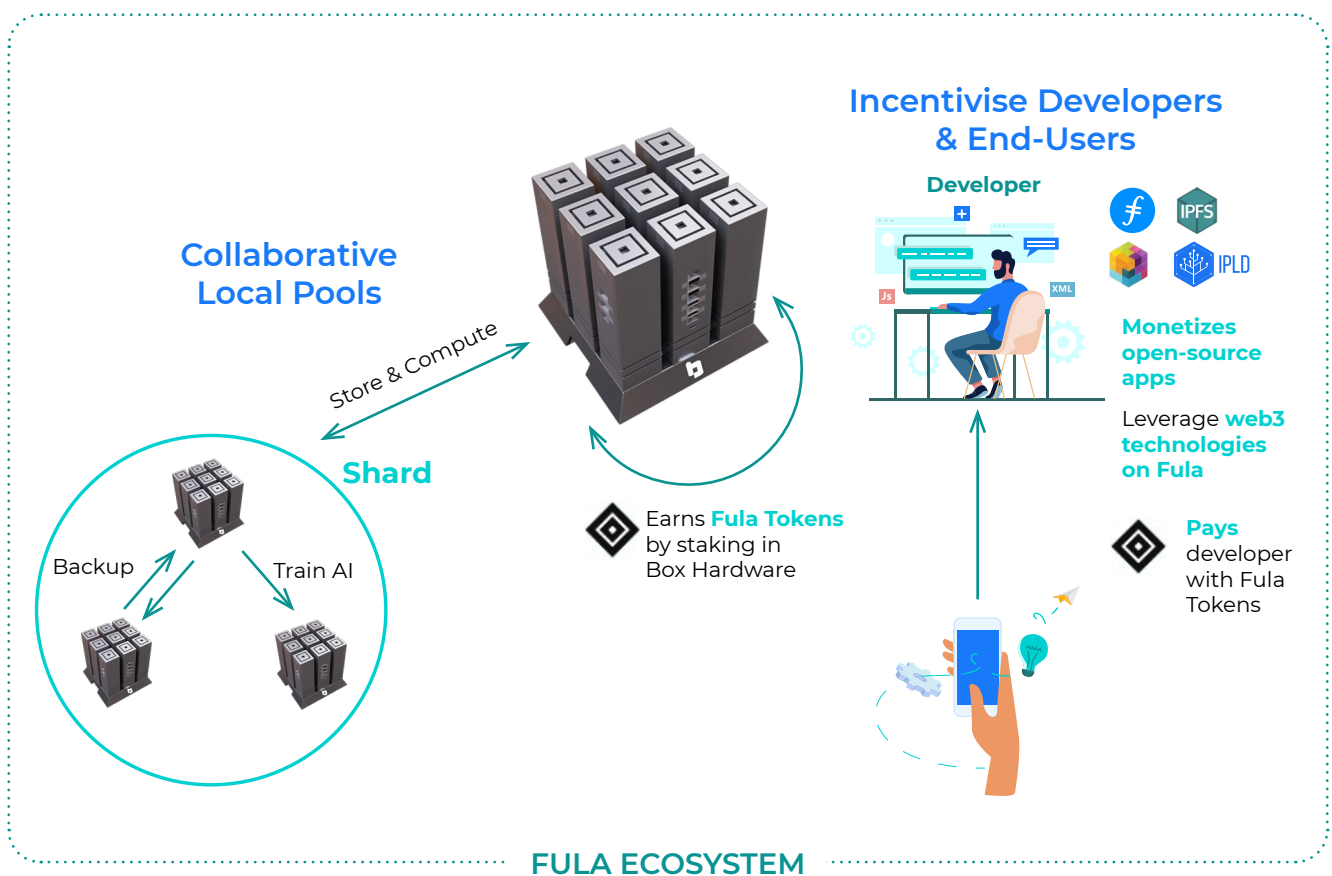 Incentivise Developers
& End-Users
Developer
IPFS
IPLD
Js
XML
Collaborative
Local Pools
Store & Compute
Monetizes
open-source
apps
Leverage web3
technologies
on Fula
Shard
Backup
Train AI
Earns Fula Tokens
by staking in
Box Hardware
Pays
developer
with Fula
Tokens
FULA ECOSYSTEM